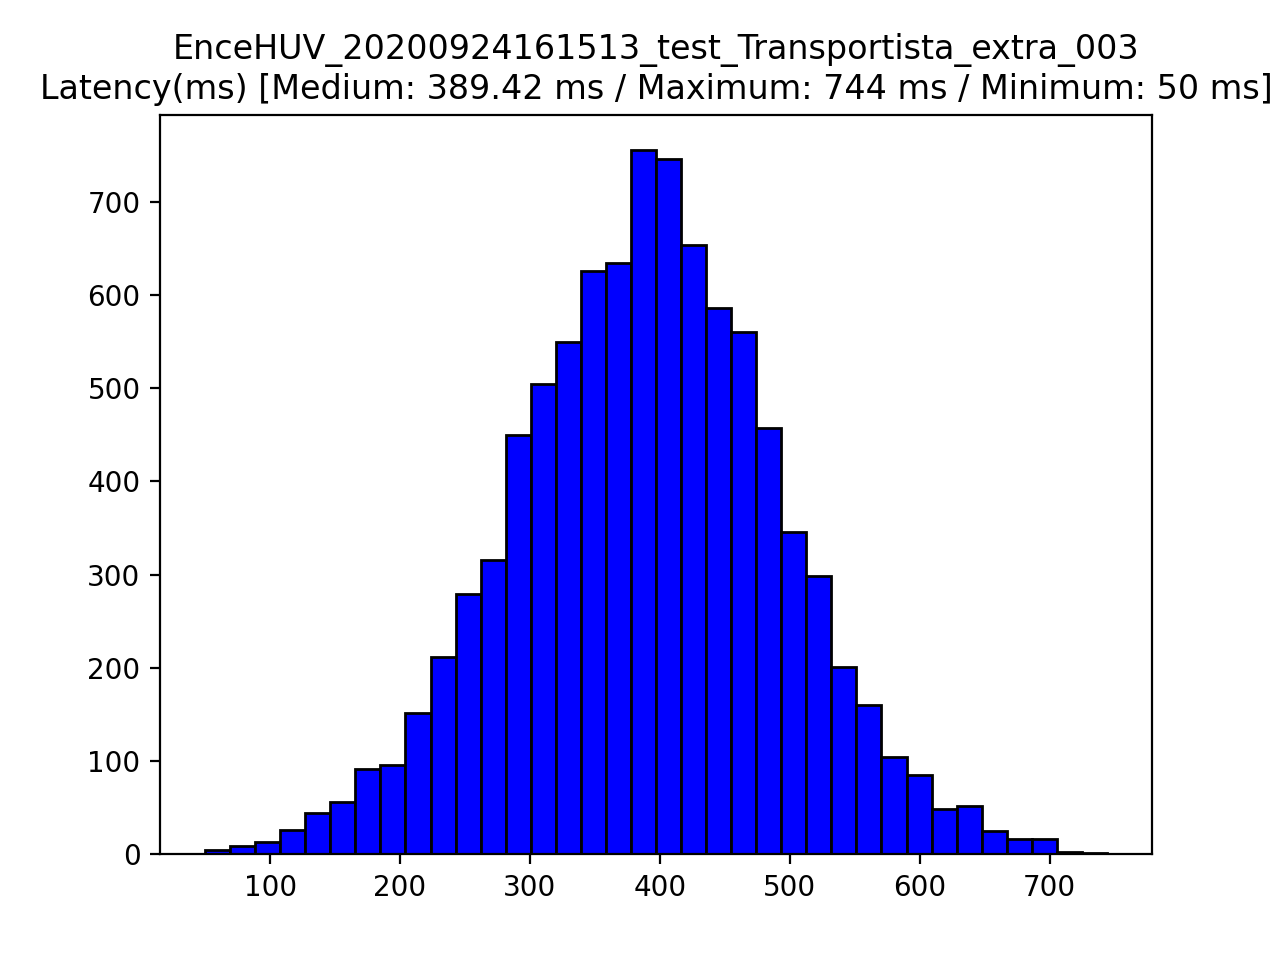 EnceHUV_20200924161513_test_Transportista_extra_003
Latency(ms) [Medium: 389.42 ms / Maximum: 744 ms / Minimum: 50 ms]
700
600
500
400
300
200
100
0
100 200 300 400 500 600 700